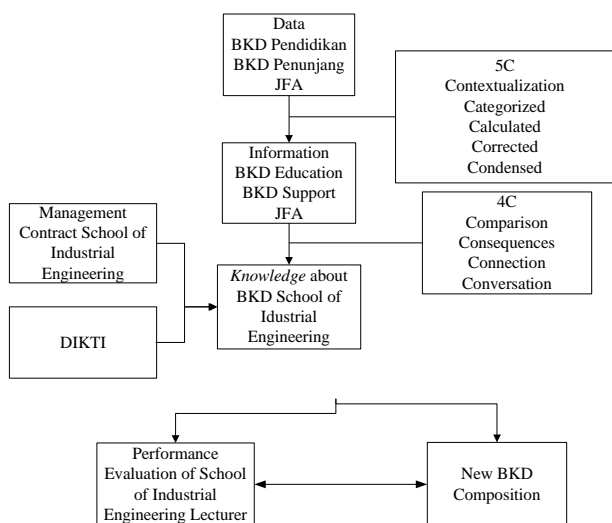 Data
BKD Pendidikan
BKD Penunjang
JFA
5C
Contextualization
Categorized
Calculated
Corrected
Condensed
Information
BKD Education
BKD Support
JFA
4C
Comparison
Consequences
Connection
Conversation
Management
Contract School of
Industrial
Engineering
Knowledge about
BKD School of
Idustrial
Engineering
DIKTI
Performance
Evaluation of School
of Industrial
Engineering Lecturer
New BKD
Composition